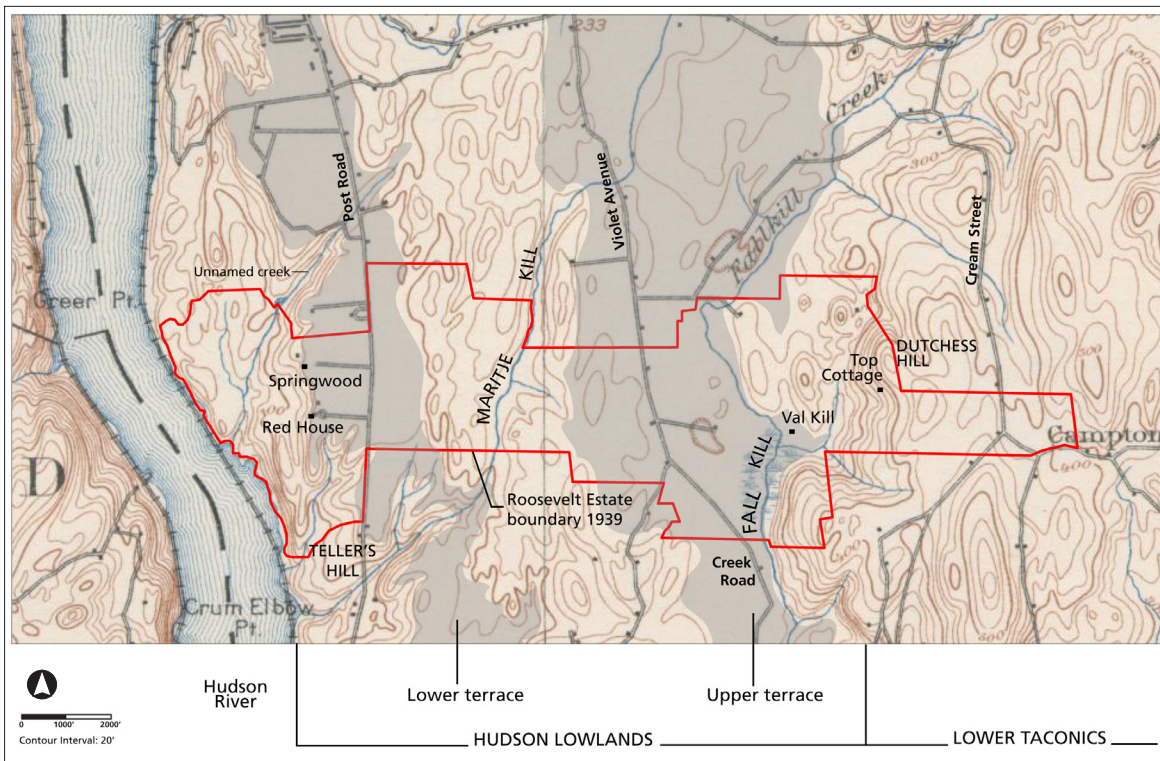 233
Creek
Post Road
Violet Avenue
300
Cream Street
KILL
Unnamed creek
Greer Pt.
DUTCHESS
HILL
Top
Cottage
500
MARITJE
Springwood
Red House
Val Kill
Campton
D
FALL KILL
Roosevelt Estate
boundary 1939
TELLER'S
HILL
Creek
Road
Crum Elbow
Pt.
400
Hudson
River
Lower terrace
Upper terrace
0 1000' 2000'
Contour Interval: 20'
HUDSON LOWLANDS
LOWER TACONICS